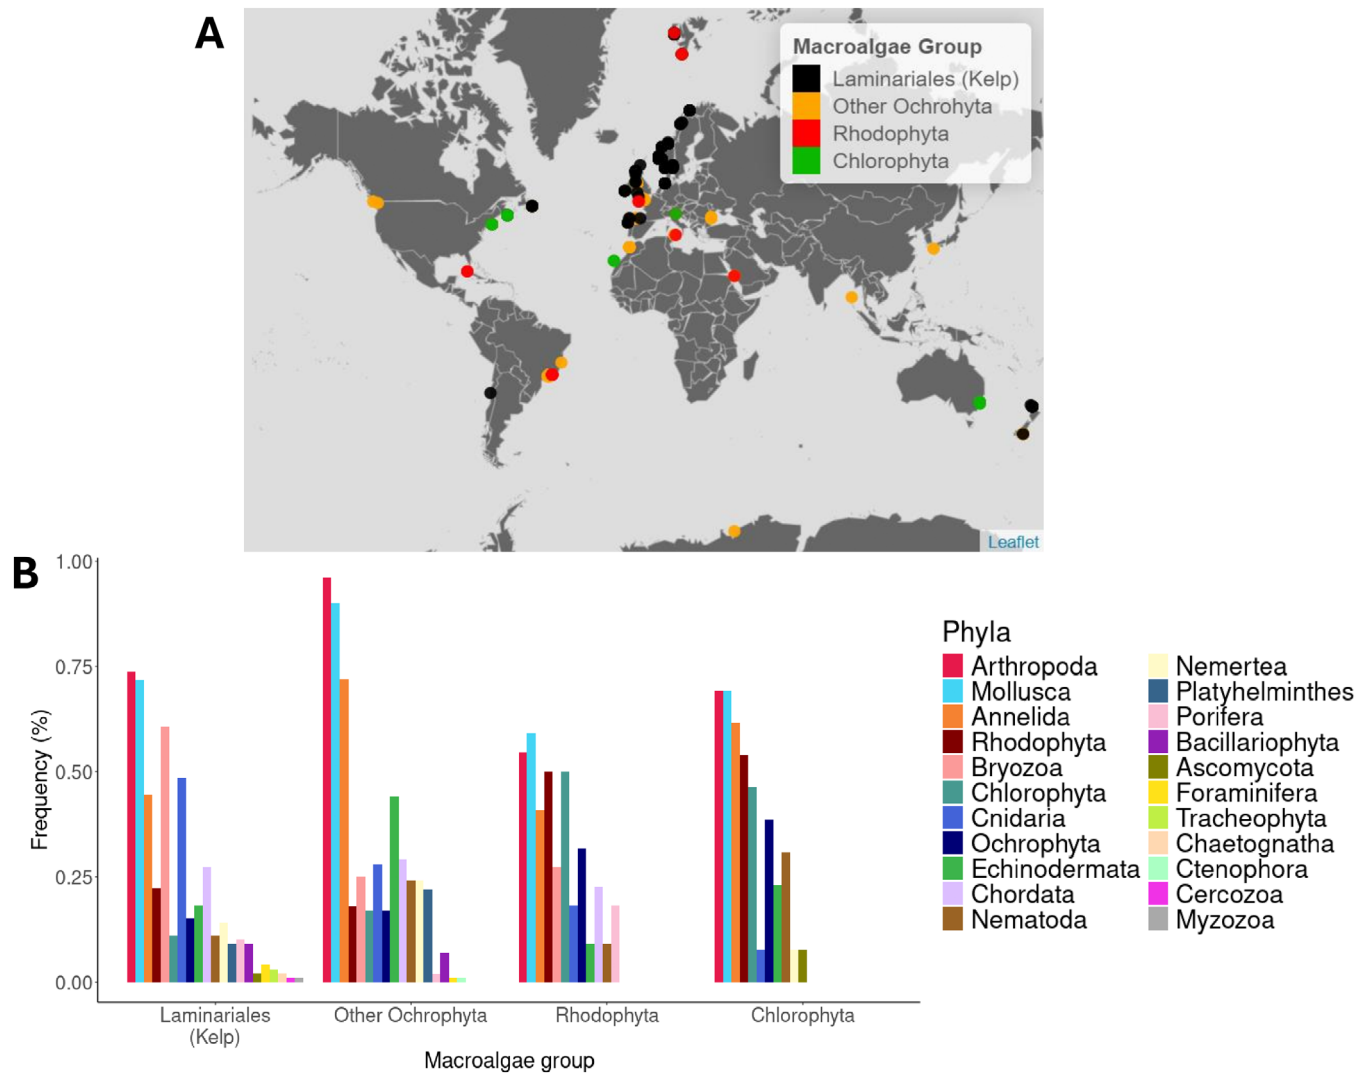 A
Macroalgae Group
Laminariales (Kelp)
Other Ochrohyta
Rhodophyta
Chlorophyta
Leaflet
B
1.00
0.75
0.50
0.25
0.00
Frequency (%)
Laminariales
(Kelp)
Other Ochrophyta
Rhodophyta
Chlorophyta
Macroalgae group
Phyla
Arthropoda
Mollusca
Annelida
Rhodophyta
Bryozoa
Chlorophyta
Cnidaria
Ochrophyta
Echinodermata
Chordata
Nematoda
Nemertea
Platyhelminthes
Porifera
Bacillariophyta
Ascomycota
Foraminifera
Tracheophyta
Chaetognatha
Ctenophora
Cercozoa
Myzozoa